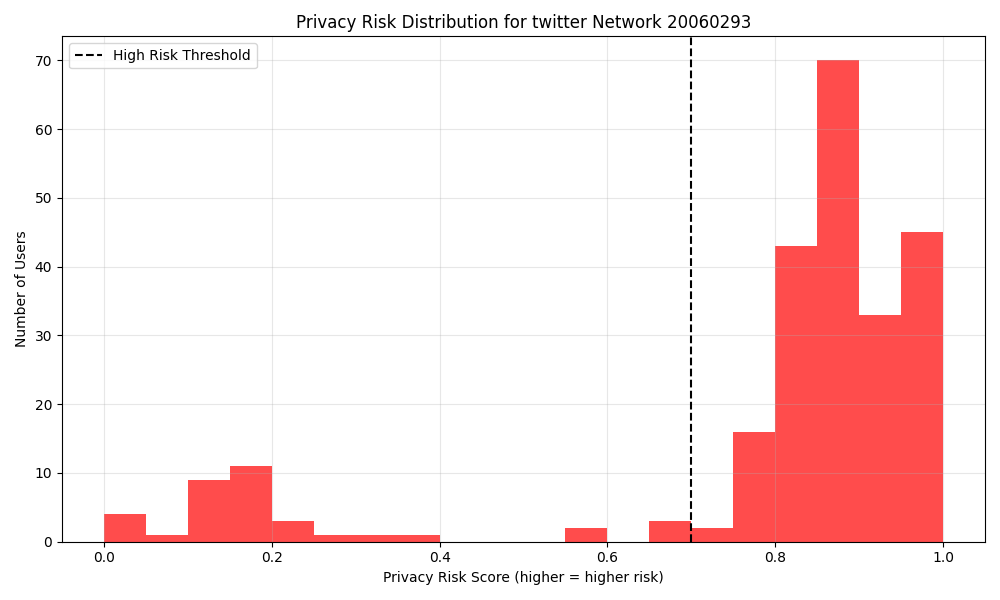 Privacy Risk Distribution for twitter Network 20060293
High Risk Threshold
70
60
50
40
30
20
10
0
Number of Users
0.0 0.2 0.4 0.6 0.8 1.0
Privacy Risk Score (higher = higher risk)